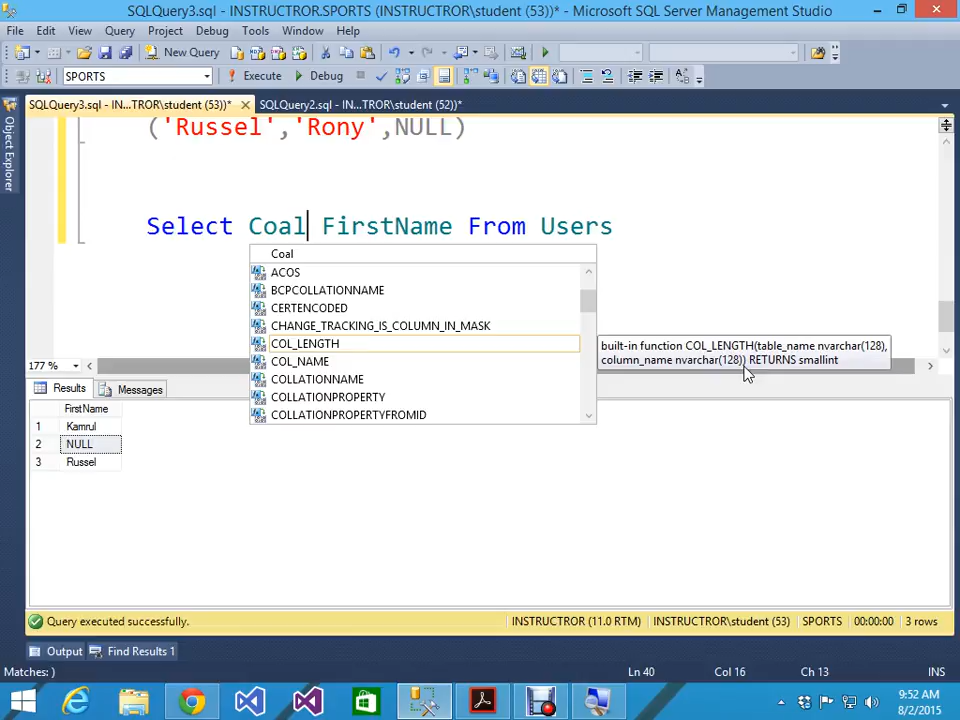 SQLQuery3.sql - INSTRUCTROR.SPORTS (INSTRUCTROR\student (53))* - Microsoft SQL Server Management Studio
File Edit View Query Project Debug Tools Window Help
New Query
SPORTS Execute Debug
SQLQuery3.sql - IN...TROR\student (53))* SQLQuery2.sql - IN...TROR\student (52))*
Object Explorer
('Russel','Rony',NULL)
Select Coal FirstName From Users
Coal
ACOS
BCPCOLLATIONNAME
CERTENCODED
CHANGE_TRACKING_IS_COLUMN_IN_MASK
COL_LENGTH
COL_NAME
COLLATIONNAME
COLLATIONPROPERTY
COLLATIONPROPERTYFROMID
built-in function COL_LENGTH(table_name nvarchar(128),
column_name nvarchar(128)) RETURNS smallint
177 %
Results Messages
FirstName
1 Kamrul
2 NULL
3 Russel
Query executed successfully. INSTRUCTROR (11.0 RTM) INSTRUCTROR\student (53) SPORTS 00:00:00 3 rows
Output Find Results 1
Matches: ) Ln 40 Col 16 Ch 13 INS
9:52 AM
8/2/2015